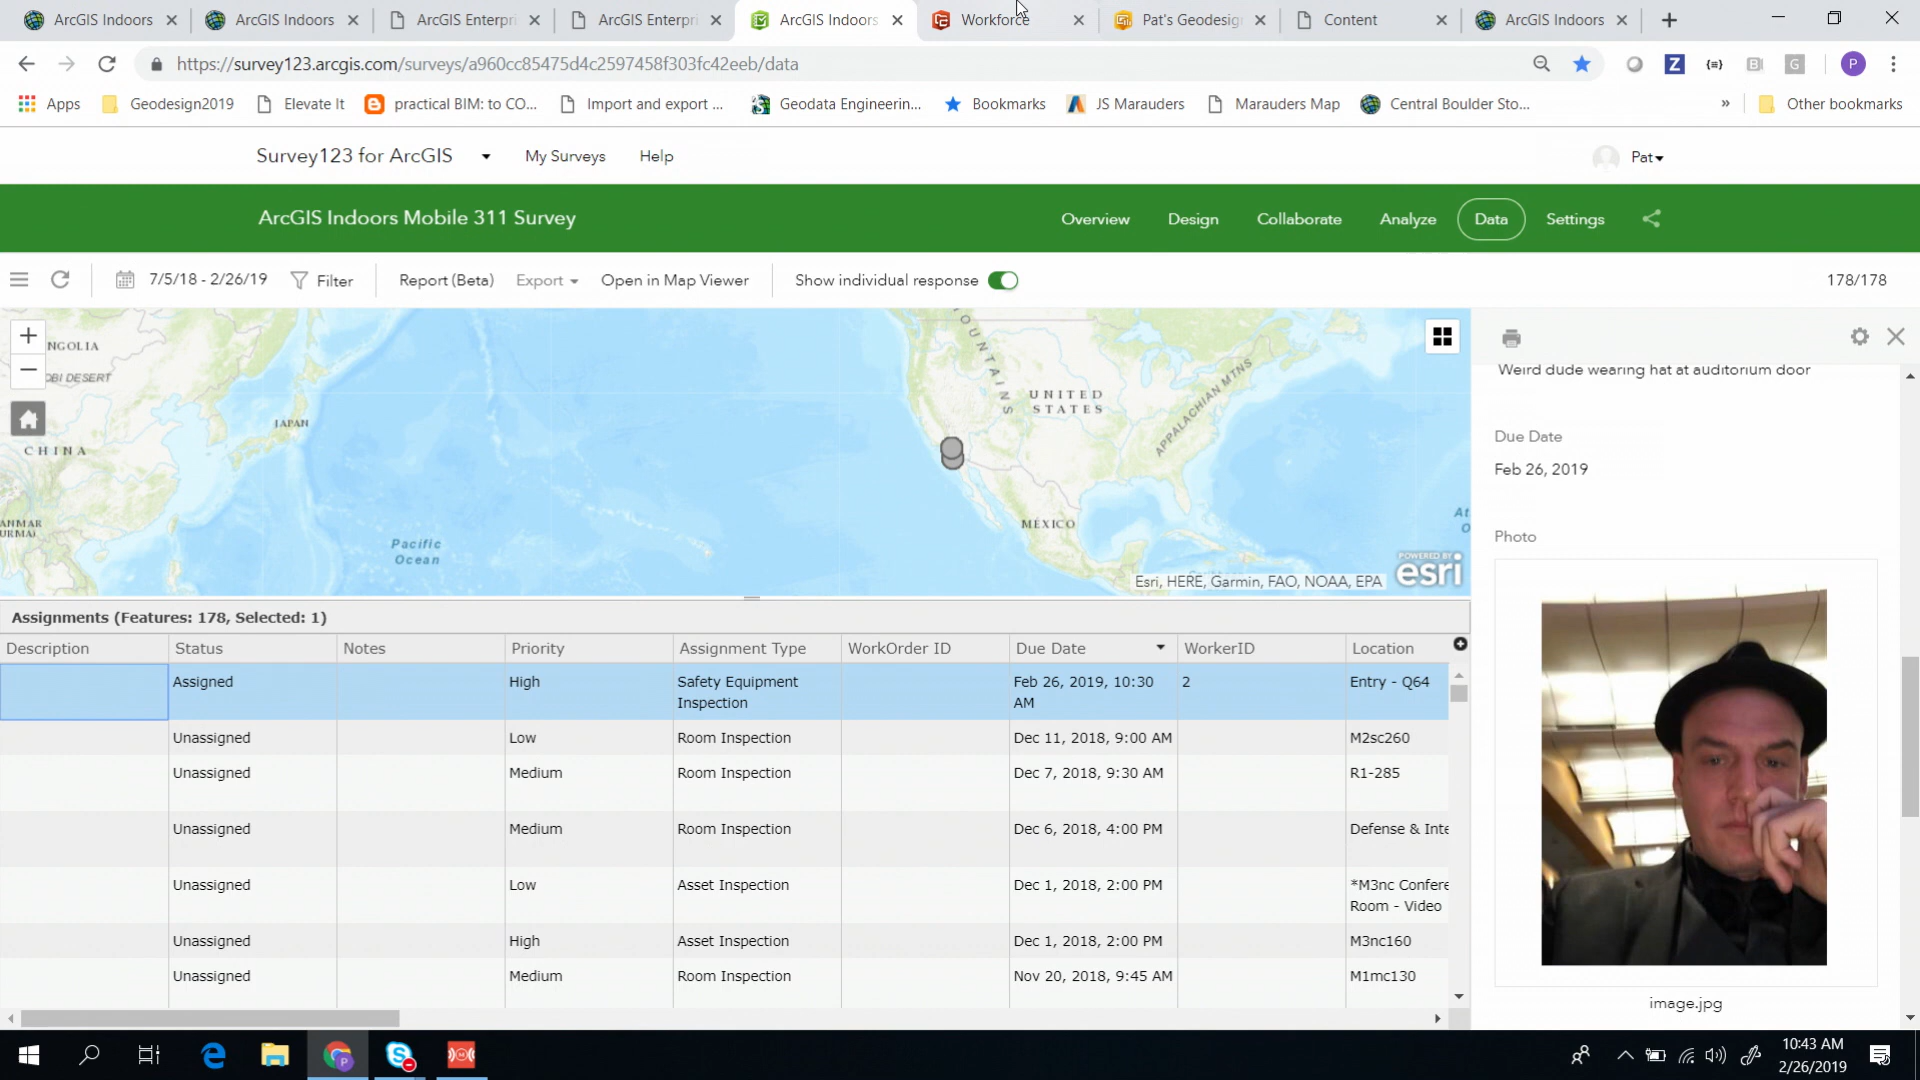 ArcGIS Indoors
ArcGIS Indoors
ArcGIS Enterpri
ArcGIS Enterpri
ArcGIS Indoors
Workforce
Pat's Geodesig
Content
ArcGIS Indoors
https://survey123.arcgis.com/surveys/a960cc85475d4c2597458f303fc42eeb/data
Apps
Geodesign2019
Elevate It
practical BIM: to CO...
Import and export ...
Geodata Engineerin...
Bookmarks
JS Marauders
Marauders Map
Central Boulder Sto...
»
Other bookmarks
Survey123 for ArcGIS
My Surveys
Help
Pat
ArcGIS Indoors Mobile 311 Survey
Overview
Design
Collaborate
Analyze
Data
Settings
7/5/18 - 2/26/19
Filter
Report (Beta)
Export
Open in Map Viewer
Show individual response
178/178
+
−
NGOLIA
OBI DESERT
CHINA
JAPAN
ANMAR
URMA)
Pacific
Ocean
OUNTAINS
UNITED
STATES
APPALACHIAN MTNS
MÉXICO
At
O
Esri, HERE, Garmin, FAO, NOAA, EPA
POWERED BY
esri
Weird dude wearing hat at auditorium door
Due Date
Feb 26, 2019
Photo
image.jpg
Assignments (Features: 178, Selected: 1)
Description Status Notes Priority Assignment Type WorkOrder ID Due Date WorkerID Location
Assigned High Safety Equipment Inspection Feb 26, 2019, 10:30 AM 2 Entry - Q64
Unassigned Low Room Inspection Dec 11, 2018, 9:00 AM M2sc260
Unassigned Medium Room Inspection Dec 7, 2018, 9:30 AM R1-285
Unassigned Medium Room Inspection Dec 6, 2018, 4:00 PM Defense & Inte
Unassigned Low Asset Inspection Dec 1, 2018, 2:00 PM *M3nc Confere Room - Video
Unassigned High Asset Inspection Dec 1, 2018, 2:00 PM M3nc160
Unassigned Medium Room Inspection Nov 20, 2018, 9:45 AM M1mc130
10:43 AM
2/26/2019